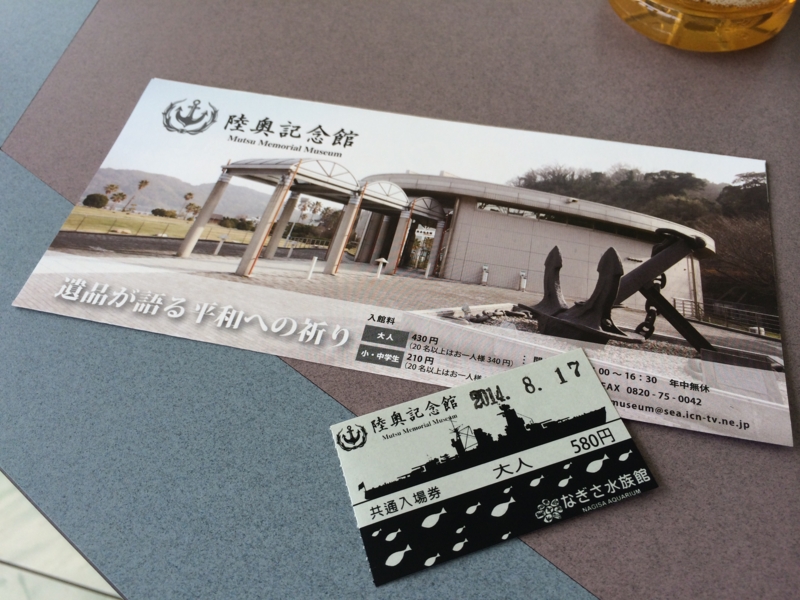 陸奥記念館
Mutsu Memorial Museum
遺品が語る平和への祈り
入館料
大人 430円
(20名以上はお一人様 340円)
小・中学生 210円
(20名以上はお一人様
00〜16:30 年中無休
FAX 0820-75-0042
museum@sea.icn-tv.ne.jp
陸奥記念館
Mutsu Memorial Museum
2014. 8. 17
共通入場券 大人 580円
なぎさ水族館
NAGISA AQUARIUM